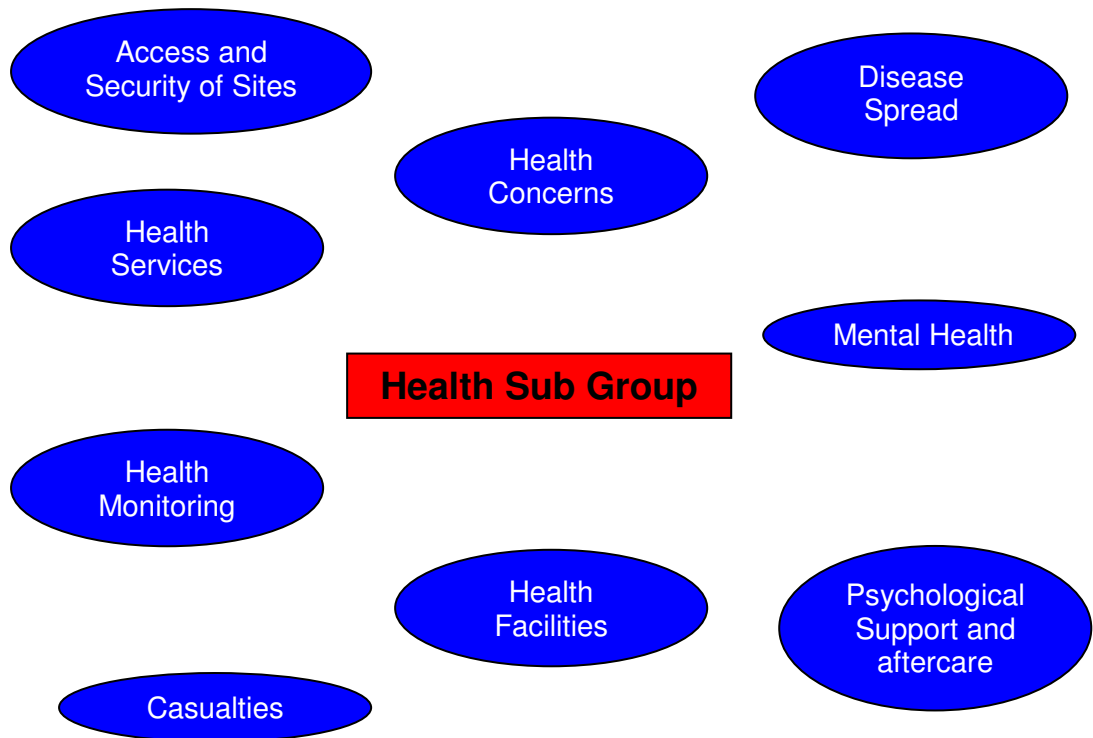 Access and
Security of Sites
Disease
Spread
Health
Concerns
Health
Services
Mental Health
Health Sub Group
Health
Monitoring
Health
Facilities
Psychological
Support and
aftercare
Casualties